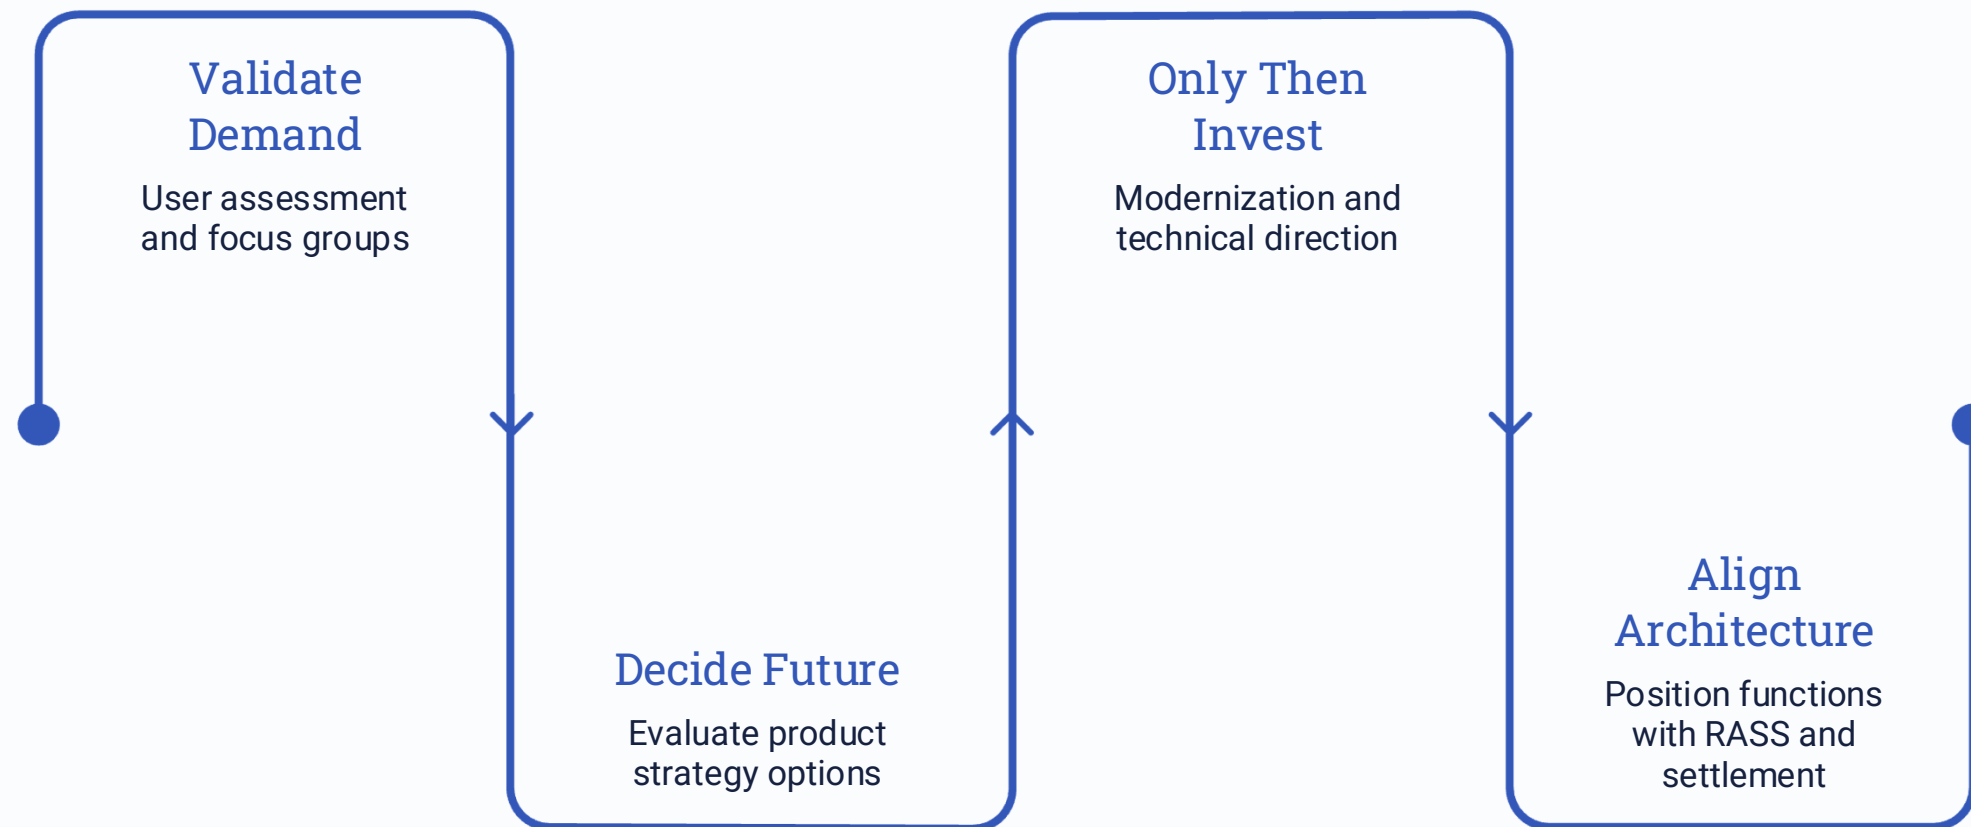 Validate
Demand
User assessment
and focus groups
Decide Future
Evaluate product
strategy options
Only Then
Invest
Modernization and
technical direction
Align
Architecture
Position functions
with RASS and
settlement